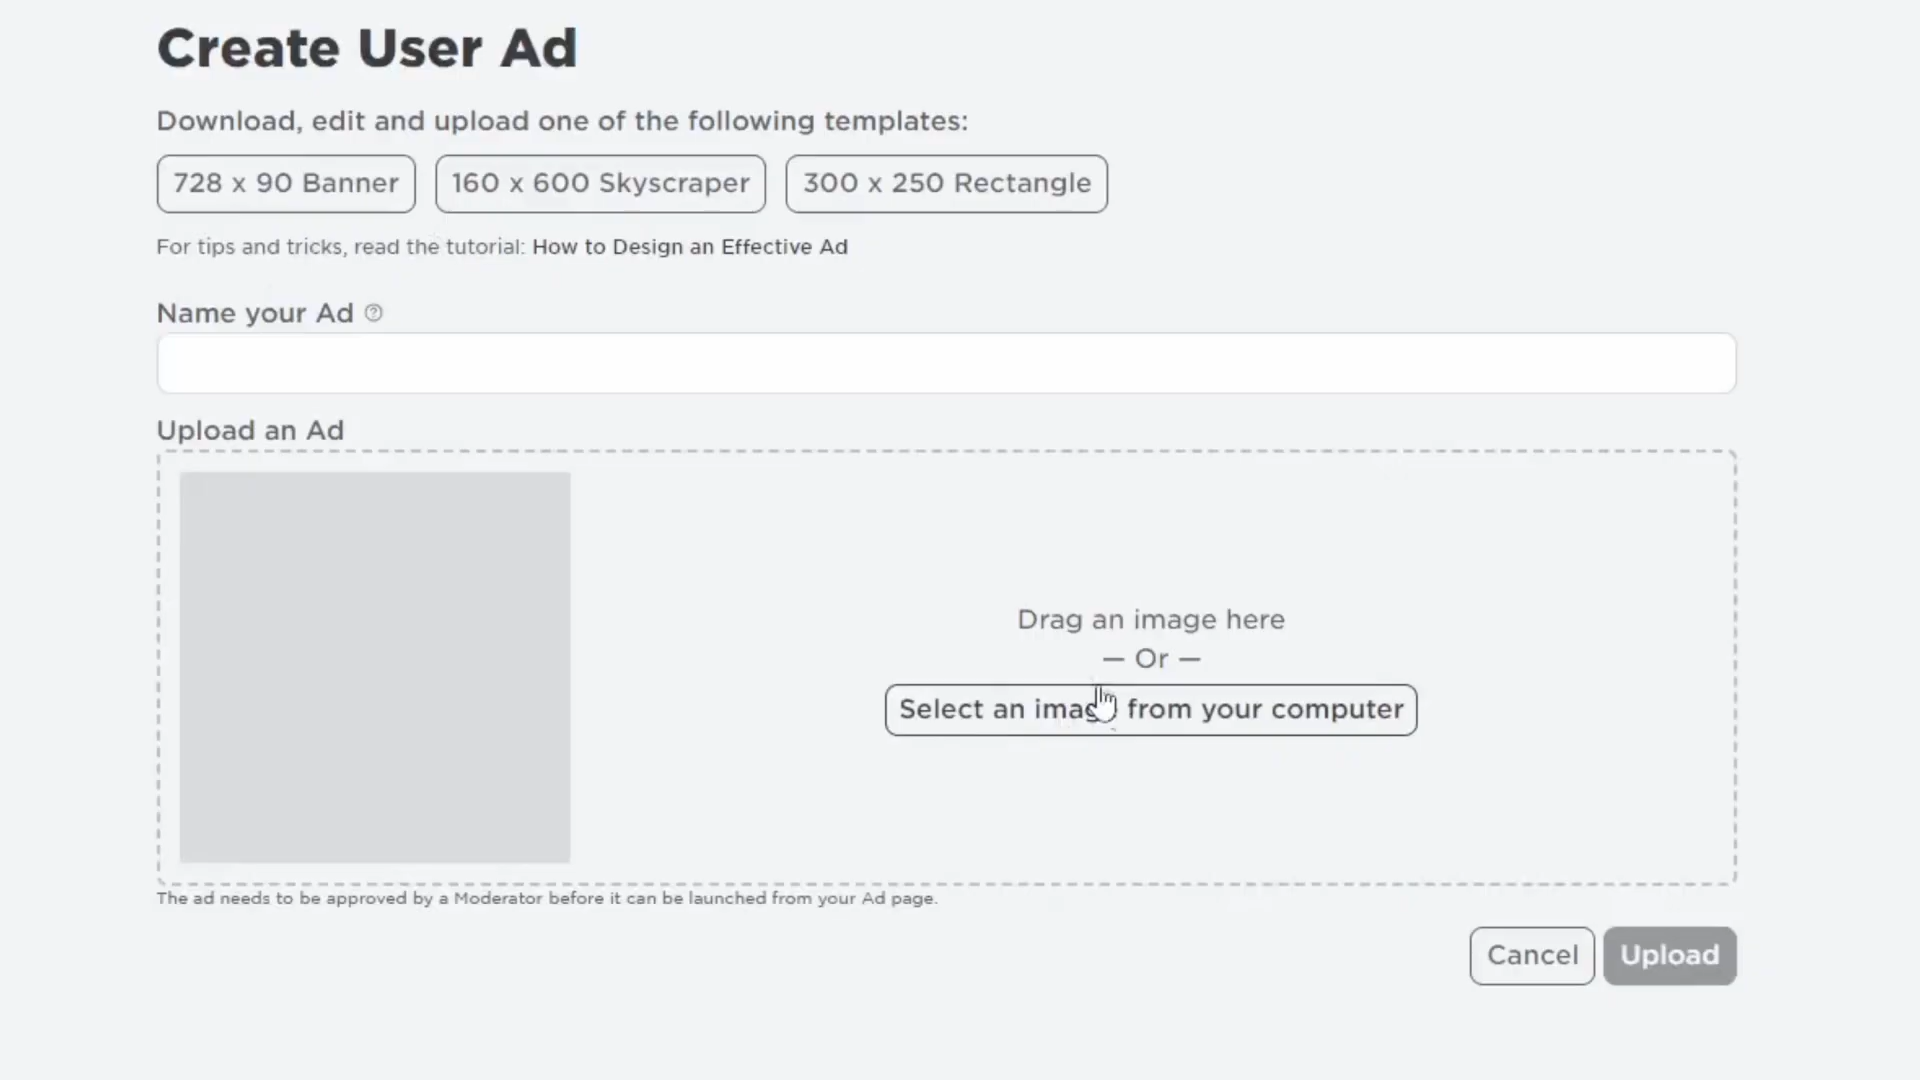 Create User Ad
Download, edit and upload one of the following templates:
728 x 90 Banner
160 x 600 Skyscraper
300 x 250 Rectangle
For tips and tricks, read the tutorial: How to Design an Effective Ad
Name your Ad ?
Upload an Ad
Drag an image here
— Or —
Select an image from your computer
The ad needs to be approved by a Moderator before it can be launched from your Ad page.
Cancel
Upload